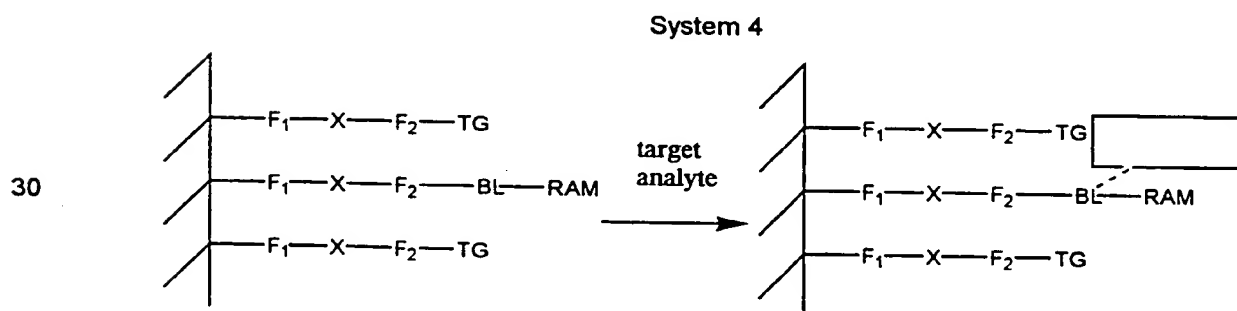 System 4
F₁—X—F₂—TG
30 F₁—X—F₂—BL—RAM
F₁—X—F₂—TG
target
analyte
F₁—X—F₂—TG
F₁—X—F₂—BL—RAM
F₁—X—F₂—TG